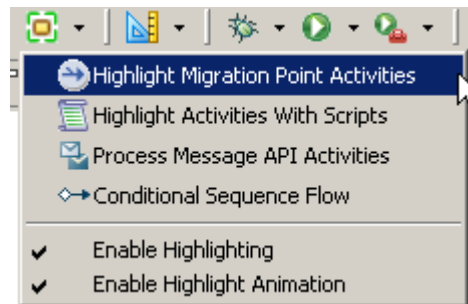 Highlight Migration Point Activities
Highlight Activities With Scripts
Process Message API Activities
Conditional Sequence Flow
Enable Highlighting
Enable Highlight Animation